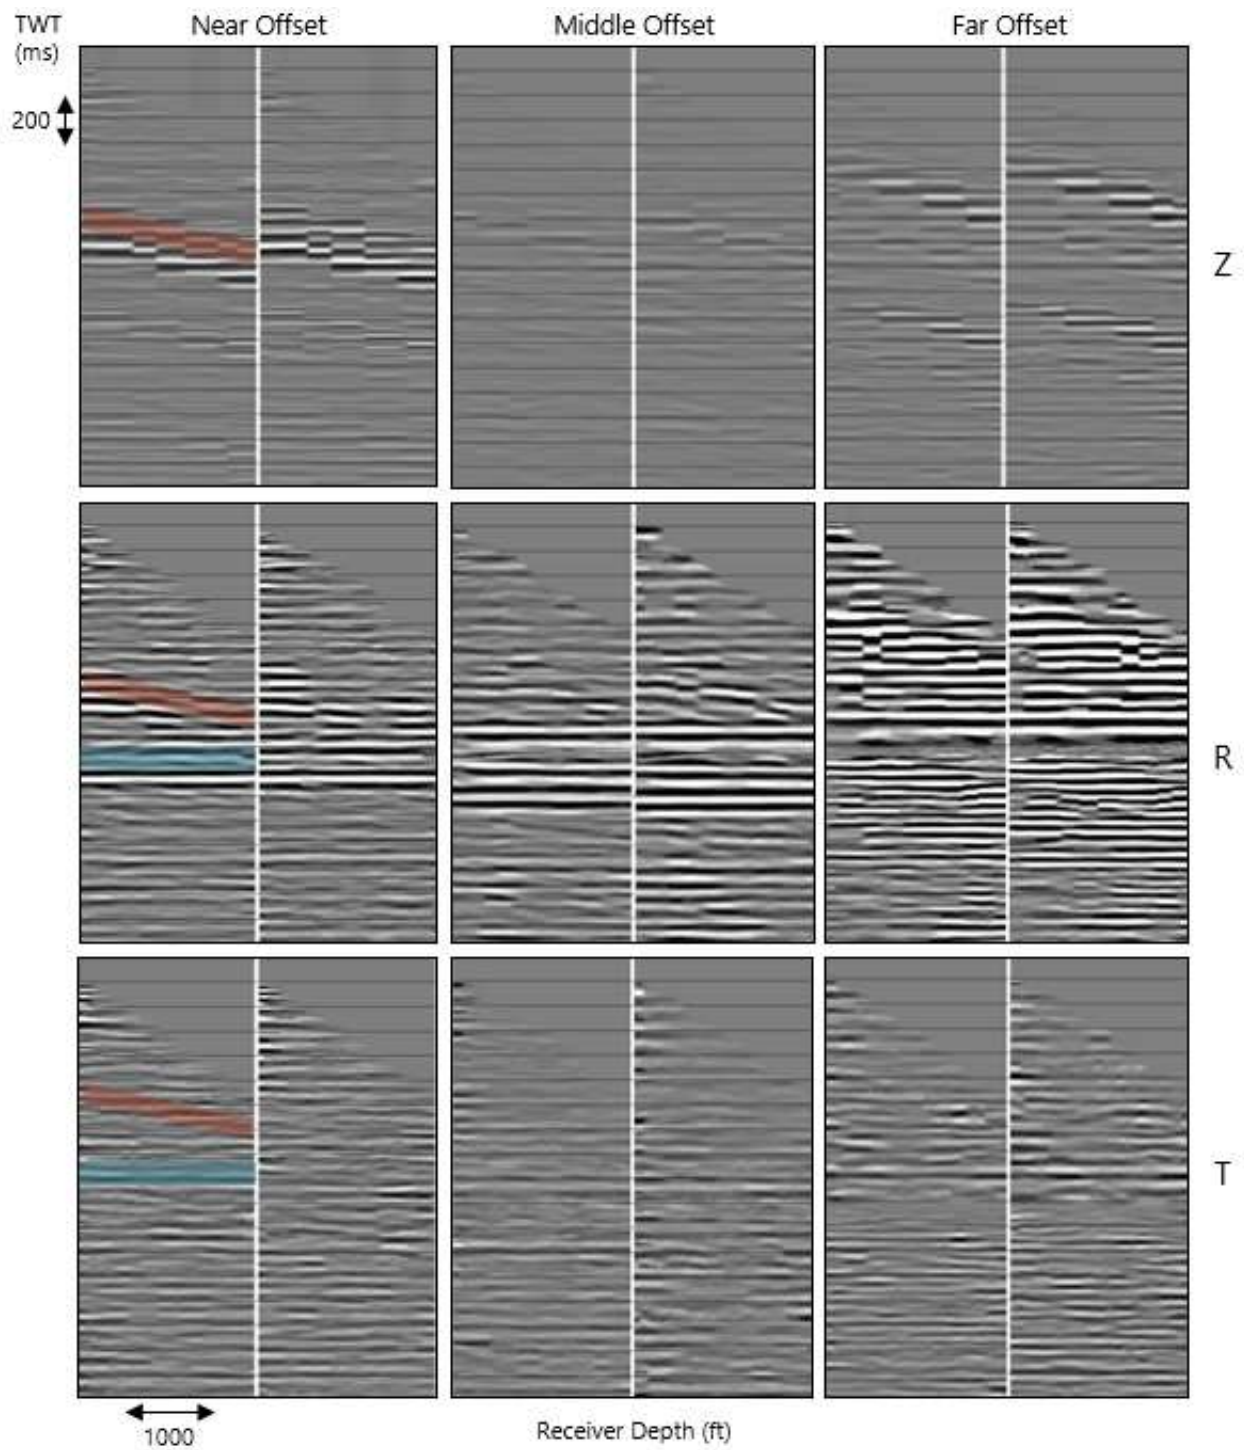 TWT
(ms)
Near Offset
Middle Offset
Far Offset
200
Z
R
T
1000
Receiver Depth (ft)